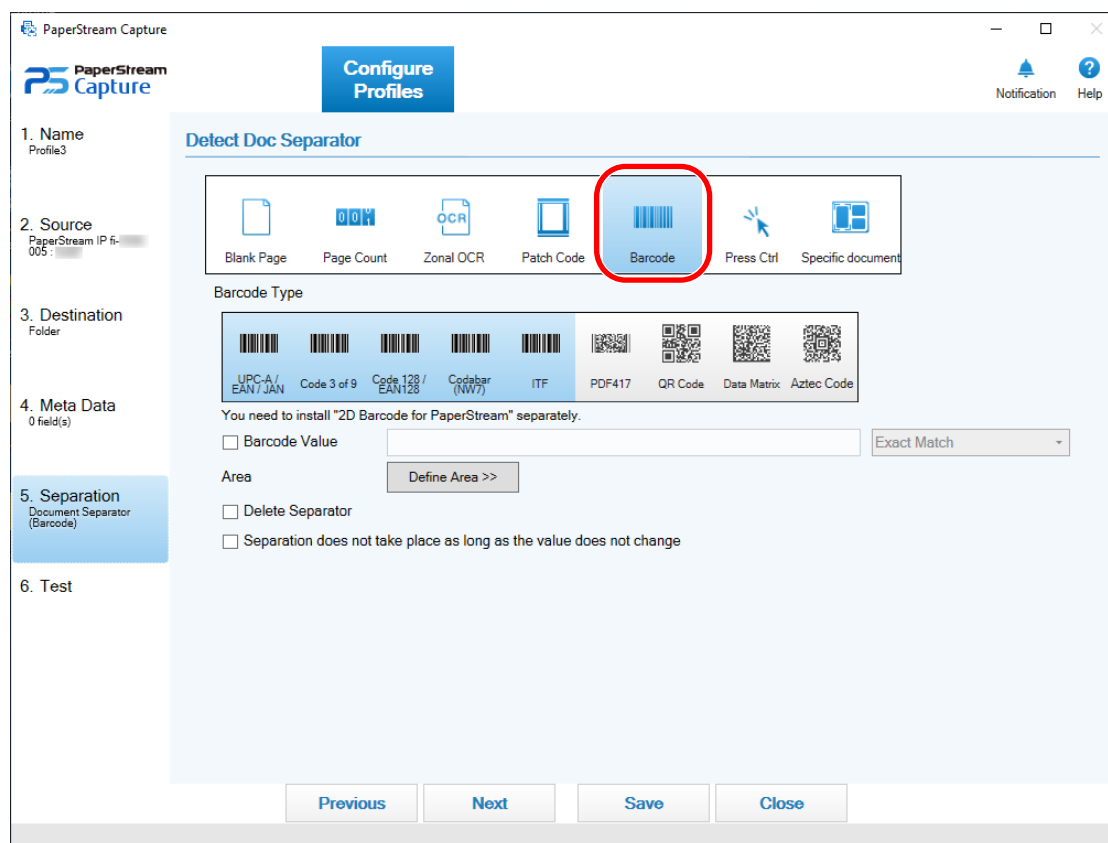 PaperStream Capture
PaperStream
Capture
Configure
Profiles
Notification
Help
1. Name
Profile3
2. Source
PaperStream IP fi-
005 :
3. Destination
Folder
4. Meta Data
0 field(s)
5. Separation
Document Separator
(Barcode)
6. Test
Detect Doc Separator
Blank Page
001
Page Count
OCR
Zonal OCR
Patch Code
Barcode
Press Ctrl
Specific document
Barcode Type
UPC-A /
EAN / JAN
Code 3 of 9
Code 128 /
EAN128
Codabar
(NW7)
ITF
PDF417
QR Code
Data Matrix
Aztec Code
You need to install "2D Barcode for PaperStream" separately.
Barcode Value
Exact Match
Area
Define Area >>
Delete Separator
Separation does not take place as long as the value does not change
Previous
Next
Save
Close